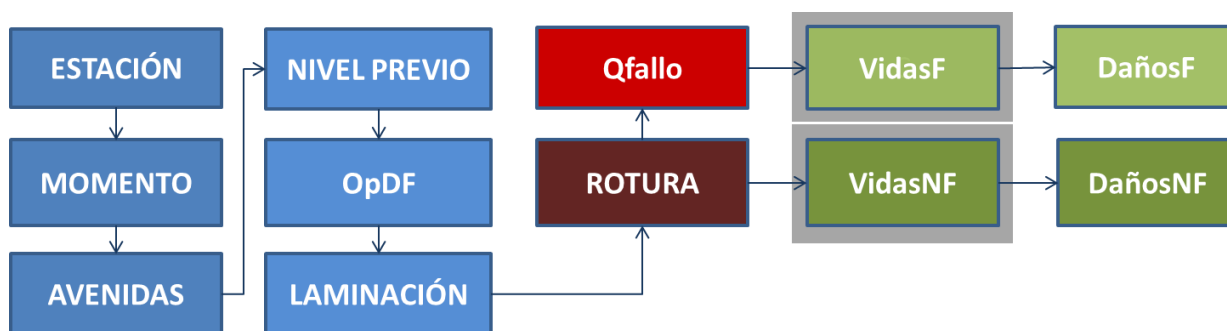 ESTACIÓN
MOMENTO
AVENIDAS
NIVEL PREVIO
OpDF
LAMINACIÓN
Qfallo
ROTURA
VidasF
VidasNF
DañosF
DañosNF